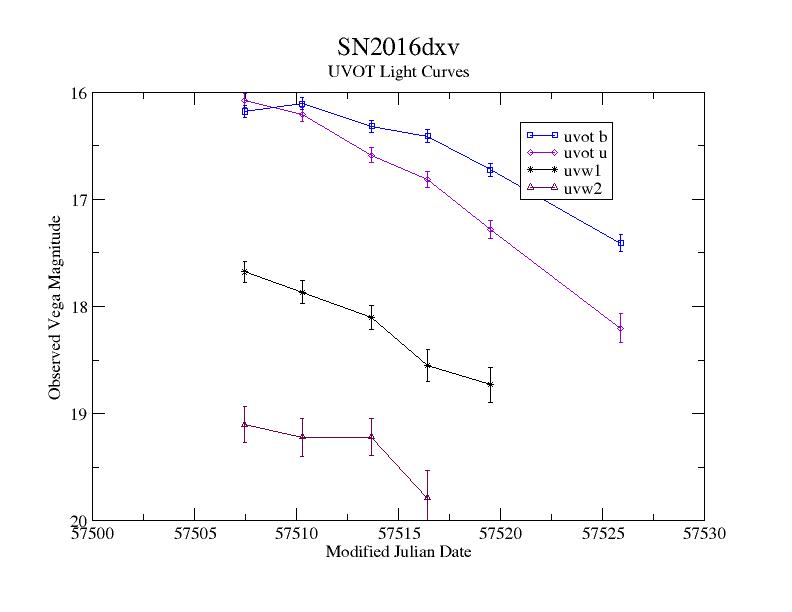 SN2016dxv
UVOT Light Curves
16
17
18
19
20
Observed Vega Magnitude
uvot b
uvot u
uvw1
uvw2
57500 57505 57510 57515 57520 57525 57530
Modified Julian Date